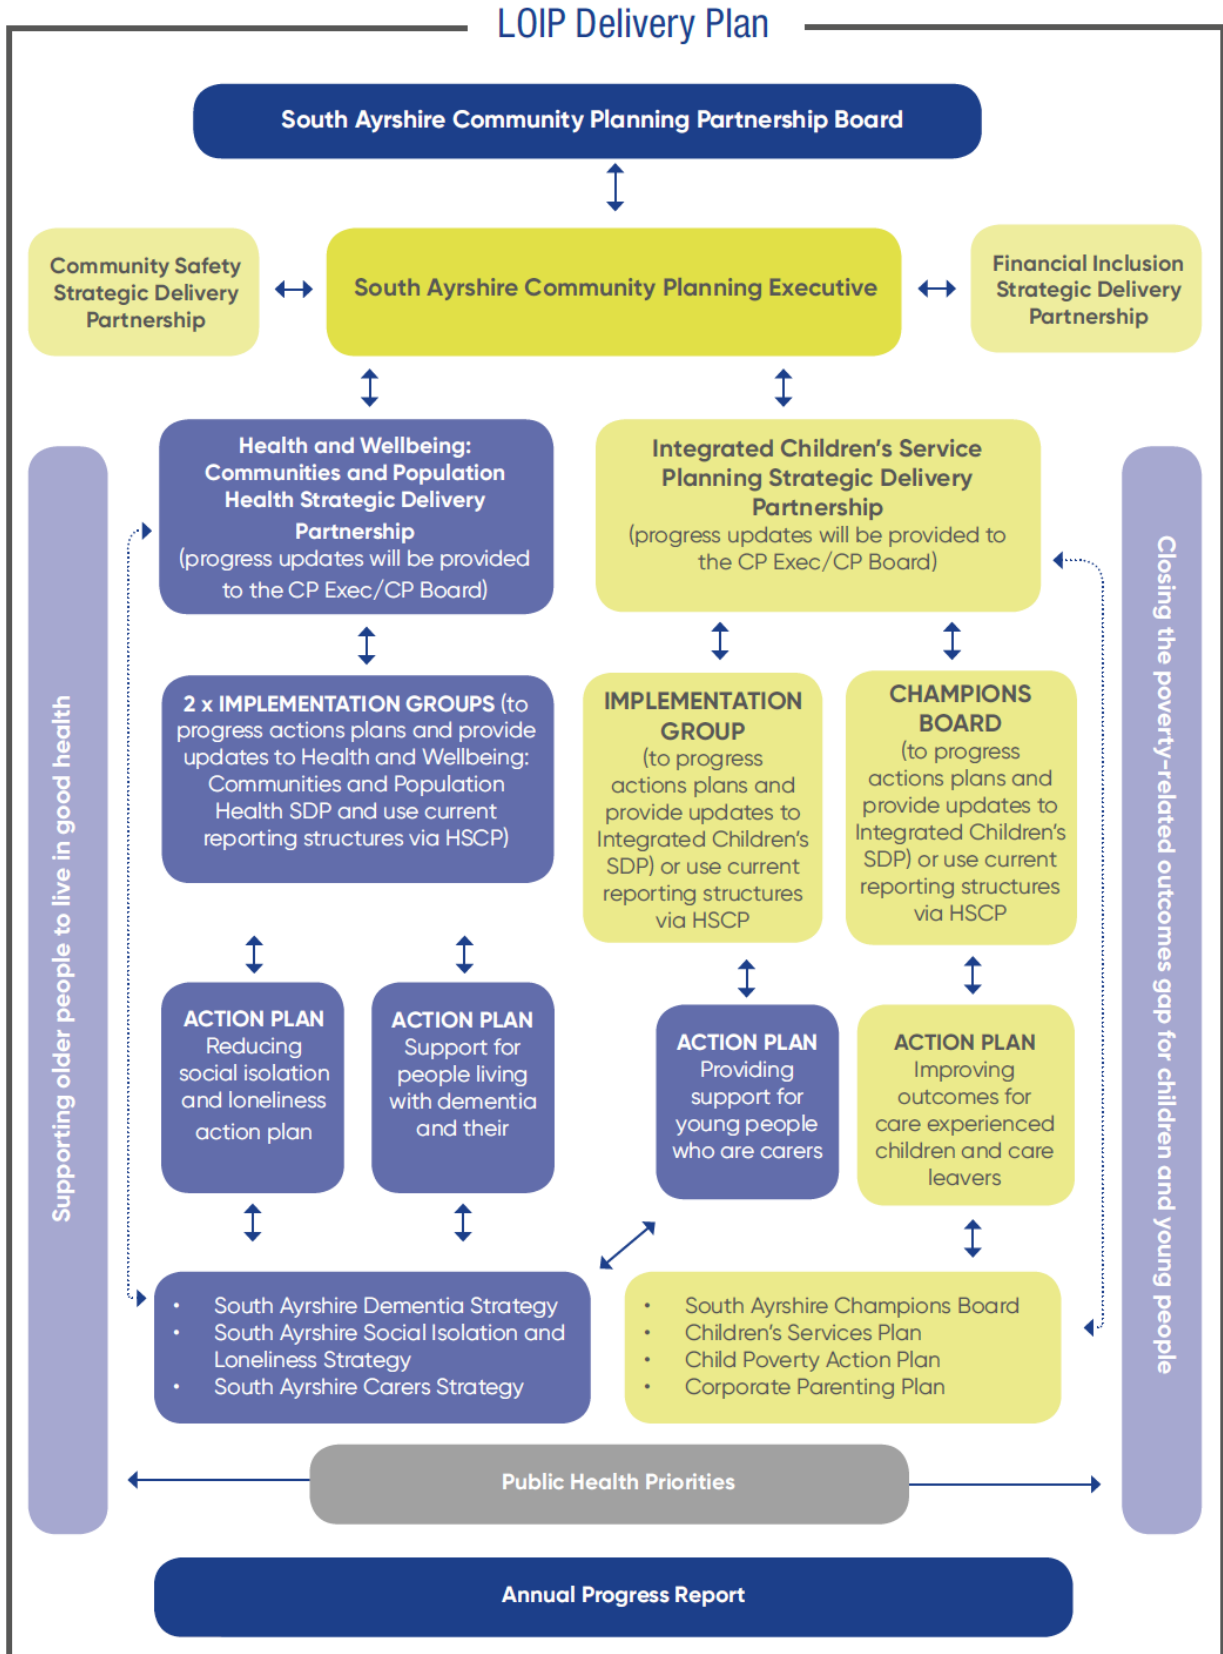 LOIP Delivery Plan
South Ayrshire Community Planning Partnership Board
Community Safety
Strategic Delivery
Partnership
South Ayrshire Community Planning Executive
Financial Inclusion
Strategic Delivery
Partnership
Health and Wellbeing:
Communities and Population
Health Strategic Delivery
Partnership
(progress updates will be provided
to the CP Exec/CP Board)
Integrated Children's Service
Planning Strategic Delivery
Partnership
(progress updates will be provided to
the CP Exec/CP Board)
Supporting older people to live in good health
Closing the poverty-related outcomes gap for children and young people
2 x IMPLEMENTATION GROUPS (to
progress actions plans and provide
updates to Health and Wellbeing:
Communities and Population
Health SDP and use current
reporting structures via HSCP)
IMPLEMENTATION
GROUP
(to progress
actions plans and
provide updates to
Integrated Children's
SDP) or use current
reporting structures
via HSCP
CHAMPIONS
BOARD
(to progress
actions plans and
provide updates to
Integrated Children's
SDP) or use current
reporting structures
via HSCP
ACTION PLAN
Reducing
social isolation
and loneliness
action plan
ACTION PLAN
Support for
people living
with dementia
and their
ACTION PLAN
Providing
support for
young people
who are carers
ACTION PLAN
Improving
outcomes for
care experienced
children and care
leavers
• South Ayrshire Dementia Strategy
• South Ayrshire Social Isolation and
Loneliness Strategy
• South Ayrshire Carers Strategy
• South Ayrshire Champions Board
• Children's Services Plan
• Child Poverty Action Plan
• Corporate Parenting Plan
Public Health Priorities
Annual Progress Report